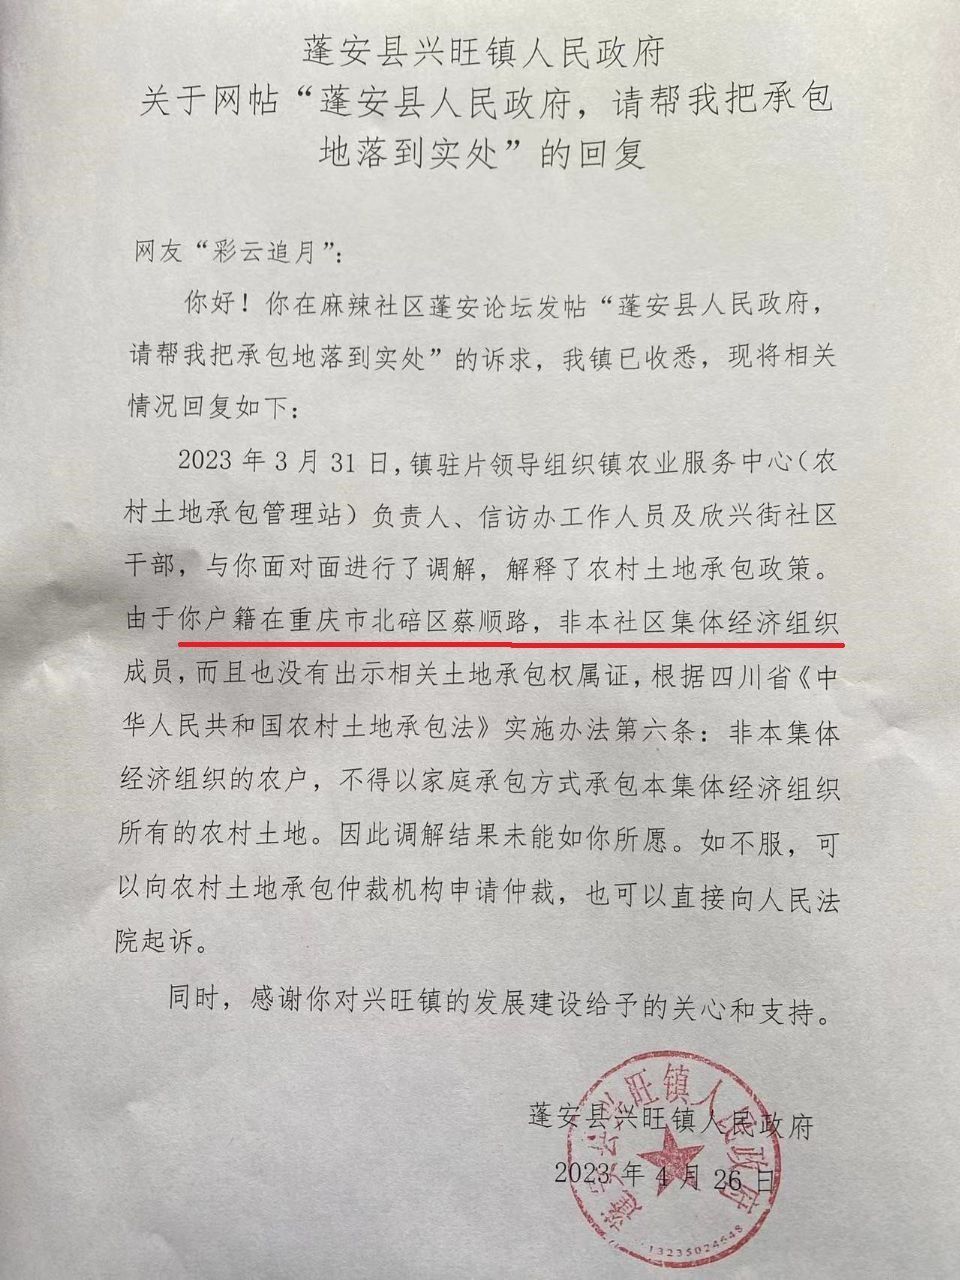 蓬安县兴旺镇人民政府
关于网帖“蓬安县人民政府，请帮我把承包
地落到实处”的回复
网友“彩云追月”：
你好！你在麻辣社区蓬安论坛发帖“蓬安县人民政府，
请帮我把承包地落到实处”的诉求，我镇已收悉，现将相关
情况回复如下：
2023年3月31日，镇驻片领导组织镇农业服务中心（农
村土地承包管理站）负责人、信访办工作人员及欣兴街社区
干部，与你面对面进行了调解，解释了农村土地承包政策。
由于你户籍在重庆市北碚区蔡顺路，非本社区集体经济组织
成员，而且也没有出示相关土地承包权属证，根据四川省《中
华人民共和国农村土地承包法》实施办法第六条：非本集体
经济组织的农户，不得以家庭承包方式承包本集体经济组织
所有的农村土地。因此调解结果未能如你所愿。如不服，可
以向农村土地承包仲裁机构申请仲裁，也可以直接向人民法
院起诉。
同时，感谢你对兴旺镇的发展建设给予的关心和支持。
蓬安县兴旺镇人民政府
2023年4月26日
蓬安县兴旺镇人民政府
13235024648